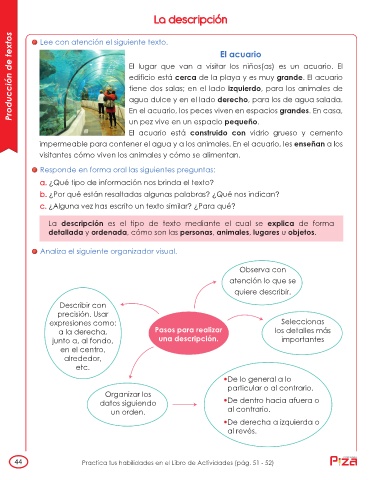 La descripción
Producción de textos
Lee con atención el siguiente texto.
El acuario
El lugar que van a visitar los niños(as) es un acuario. El
edificio está cerca de la playa y es muy grande. El acuario
tiene dos salas; en el lado izquierdo, para los animales de
agua dulce y en el lado derecho, para los de agua salada.
En el acuario, los peces viven en espacios grandes. En casa,
un pez vive en un espacio pequeño.
El acuario está construido con vidrio grueso y cemento
impermeable para contener el agua y a los animales. En el acuario, les enseñan a los
visitantes cómo viven los animales y cómo se alimentan.
Responde en forma oral las siguientes preguntas:
a. ¿Qué tipo de información nos brinda el texto?
b. ¿Por qué están resaltadas algunas palabras? ¿Qué nos indican?
c. ¿Alguna vez has escrito un texto similar? ¿Para qué?
La descripción es el tipo de texto mediante el cual se explica de forma
detallada y ordenada, cómo son las personas, animales, lugares u objetos.
Analiza el siguiente organizador visual.
Observa con
atención lo que se
quiere describir.
Describir con
precisión. Usar
expresiones como:
a la derecha,
junto a, al fondo,
en el centro,
alrededor,
etc.
Pasos para realizar
una descripción.
Seleccionas
los detalles más
importantes
Organizar los
datos siguiendo
un orden.
•De lo general a lo
particular o al contrario.
•De dentro hacia afuera o
al contrario.
•De derecha a izquierda o
al revés.
44
Practica tus habilidades en el Libro de Actividades (pág. 51 - 52)
Piza